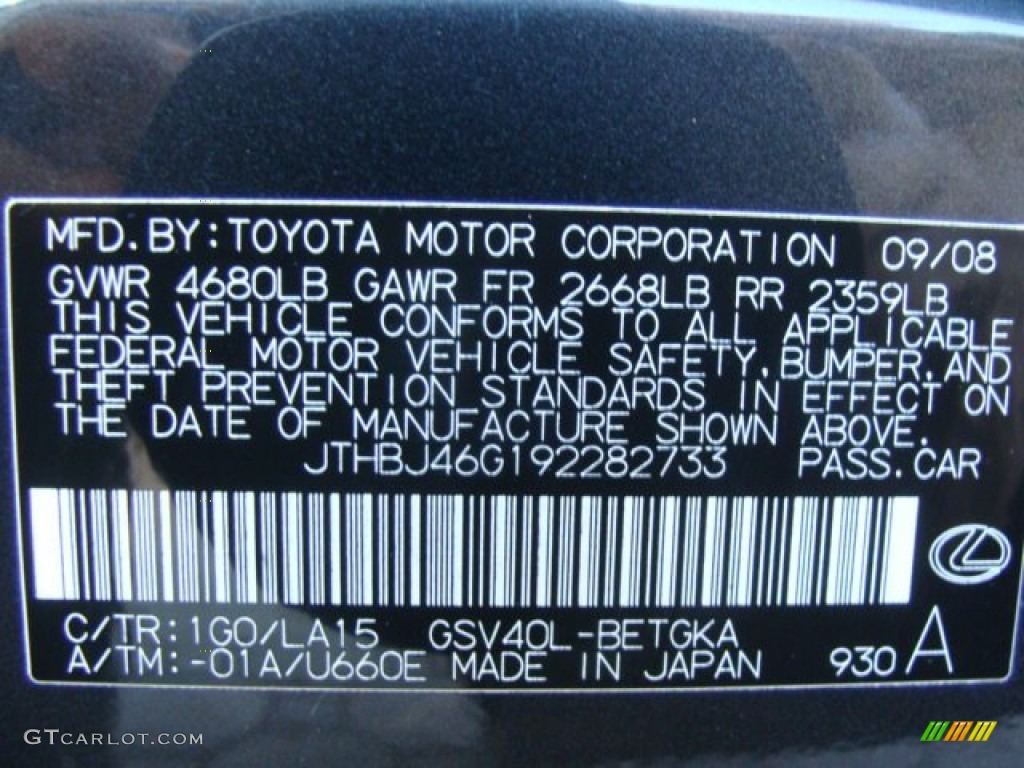 MFD.BY:TOYOTA MOTOR CORPORATION 09/08
GVWR 4680LB GAWR FR 2668LB RR 2359LB
THIS VEHICLE CONFORMS TO ALL APPLICABLE
FEDERAL MOTOR VEHICLE SAFETY,BUMPER,AND
THEFT PREVENTION STANDARDS IN EFFECT ON
THE DATE OF MANUFACTURE SHOWN ABOVE.
JTHBJ46G192282733 PASS.CAR
C/TR:1G0/LA15 GSV40L-BETGKA
A/TM:-01A/U660E MADE IN JAPAN 930 A
GTCARLOT.COM